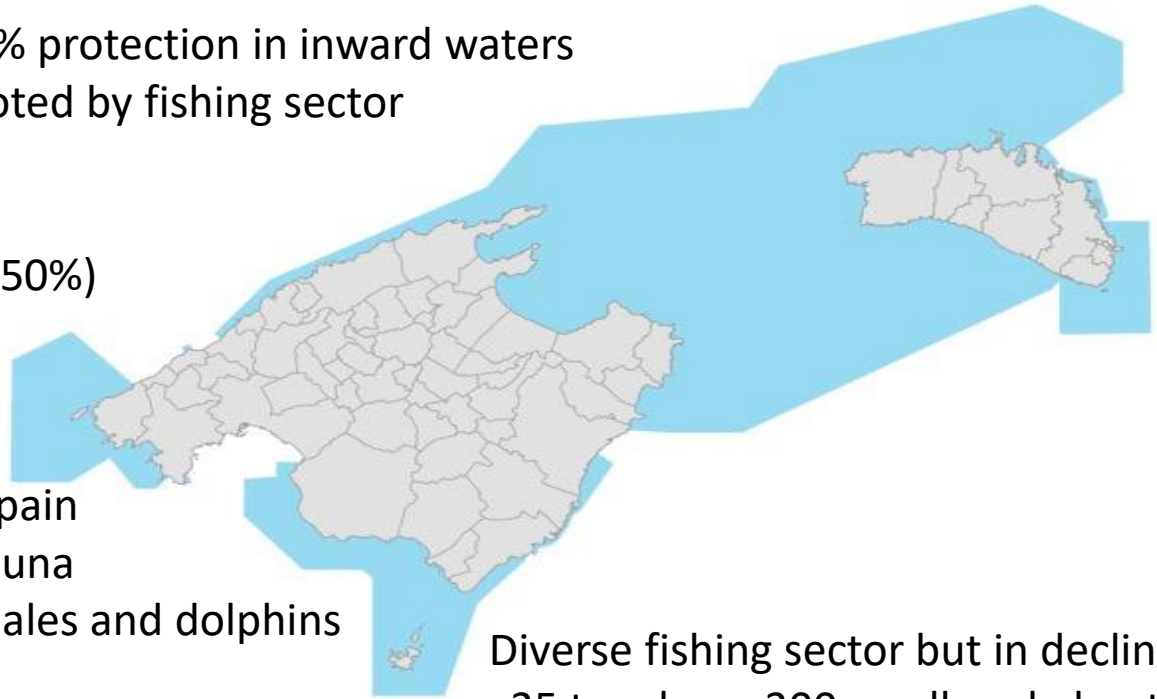 % protection in inward waters
oted by fishing sector
50%)
pain
una
ales and dolphins
Diverse fishing sector but in declin